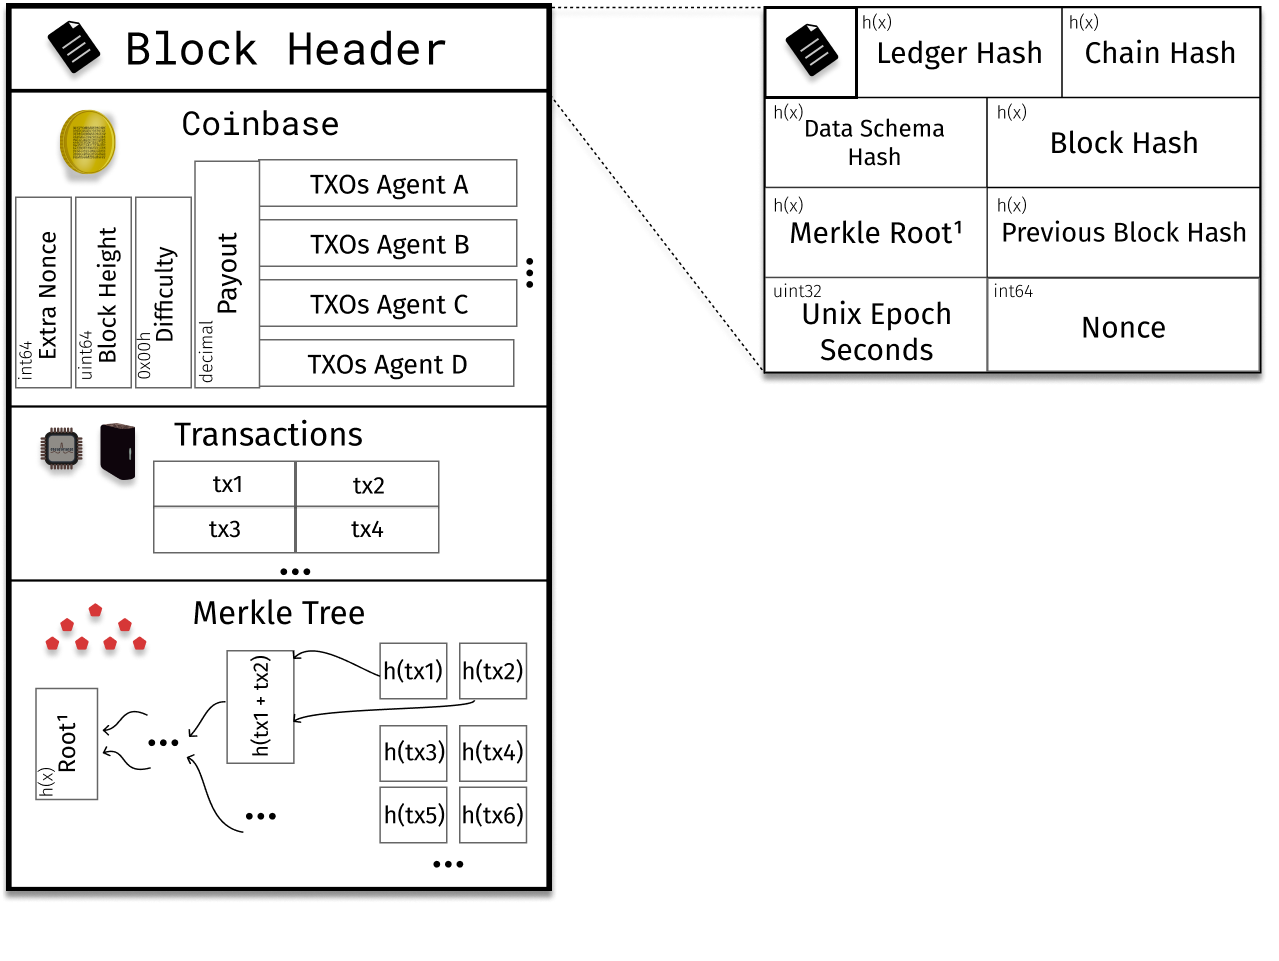 Block Header
Coinbase
int64
Extra Nonce
uint64
Block Height
0x00h
Difficulty
decimal
Payout
TXOs Agent A
TXOs Agent B
TXOs Agent C
TXOs Agent D
Transactions
tx1
tx2
tx3
tx4
•••
Merkle Tree
h(x)
Root¹
•••
h(tx1 + tx2)
•••
h(tx1)
h(tx2)
h(tx3)
h(tx4)
h(tx5)
h(tx6)
•••
h(x)
Ledger Hash
h(x)
Chain Hash
h(x)
Data Schema
Hash
h(x)
Block Hash
h(x)
Merkle Root¹
h(x)
Previous Block Hash
uint32
Unix Epoch
Seconds
int64
Nonce